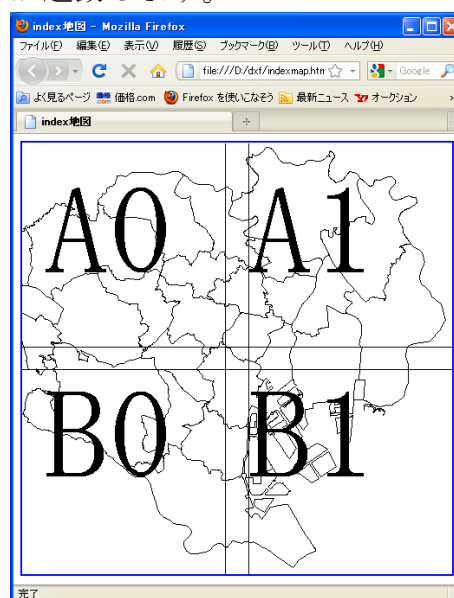 index地図 - Mozilla Firefox
ファイル(F) 編集(E) 表示(V) 履歴(S) ブックマーク(B) ツール(T) ヘルプ(H)
file:///D:/dxf/indexmap.htm Google
よく見るページ 価格.com Firefox を使いこなそう 最新ニュース オークション
index地図
A0 A1
B0 B1
完了